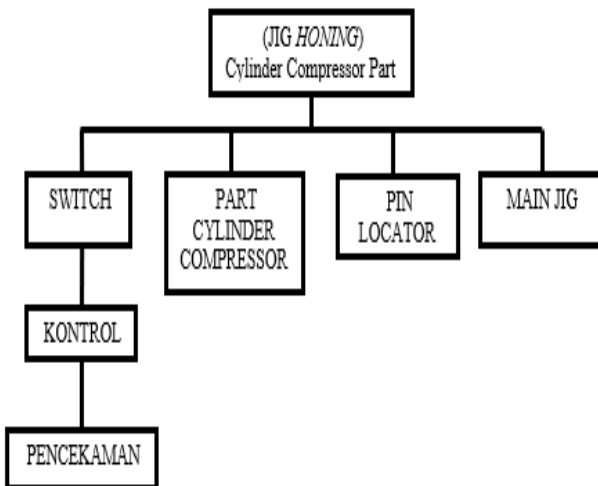 (JIG HONING)
Cylinder Compressor Part
SWITCH
PART
CYLINDER
COMPRESSOR
PIN
LOCATOR
MAIN JIG
KONTROL
PENCEKAMAN